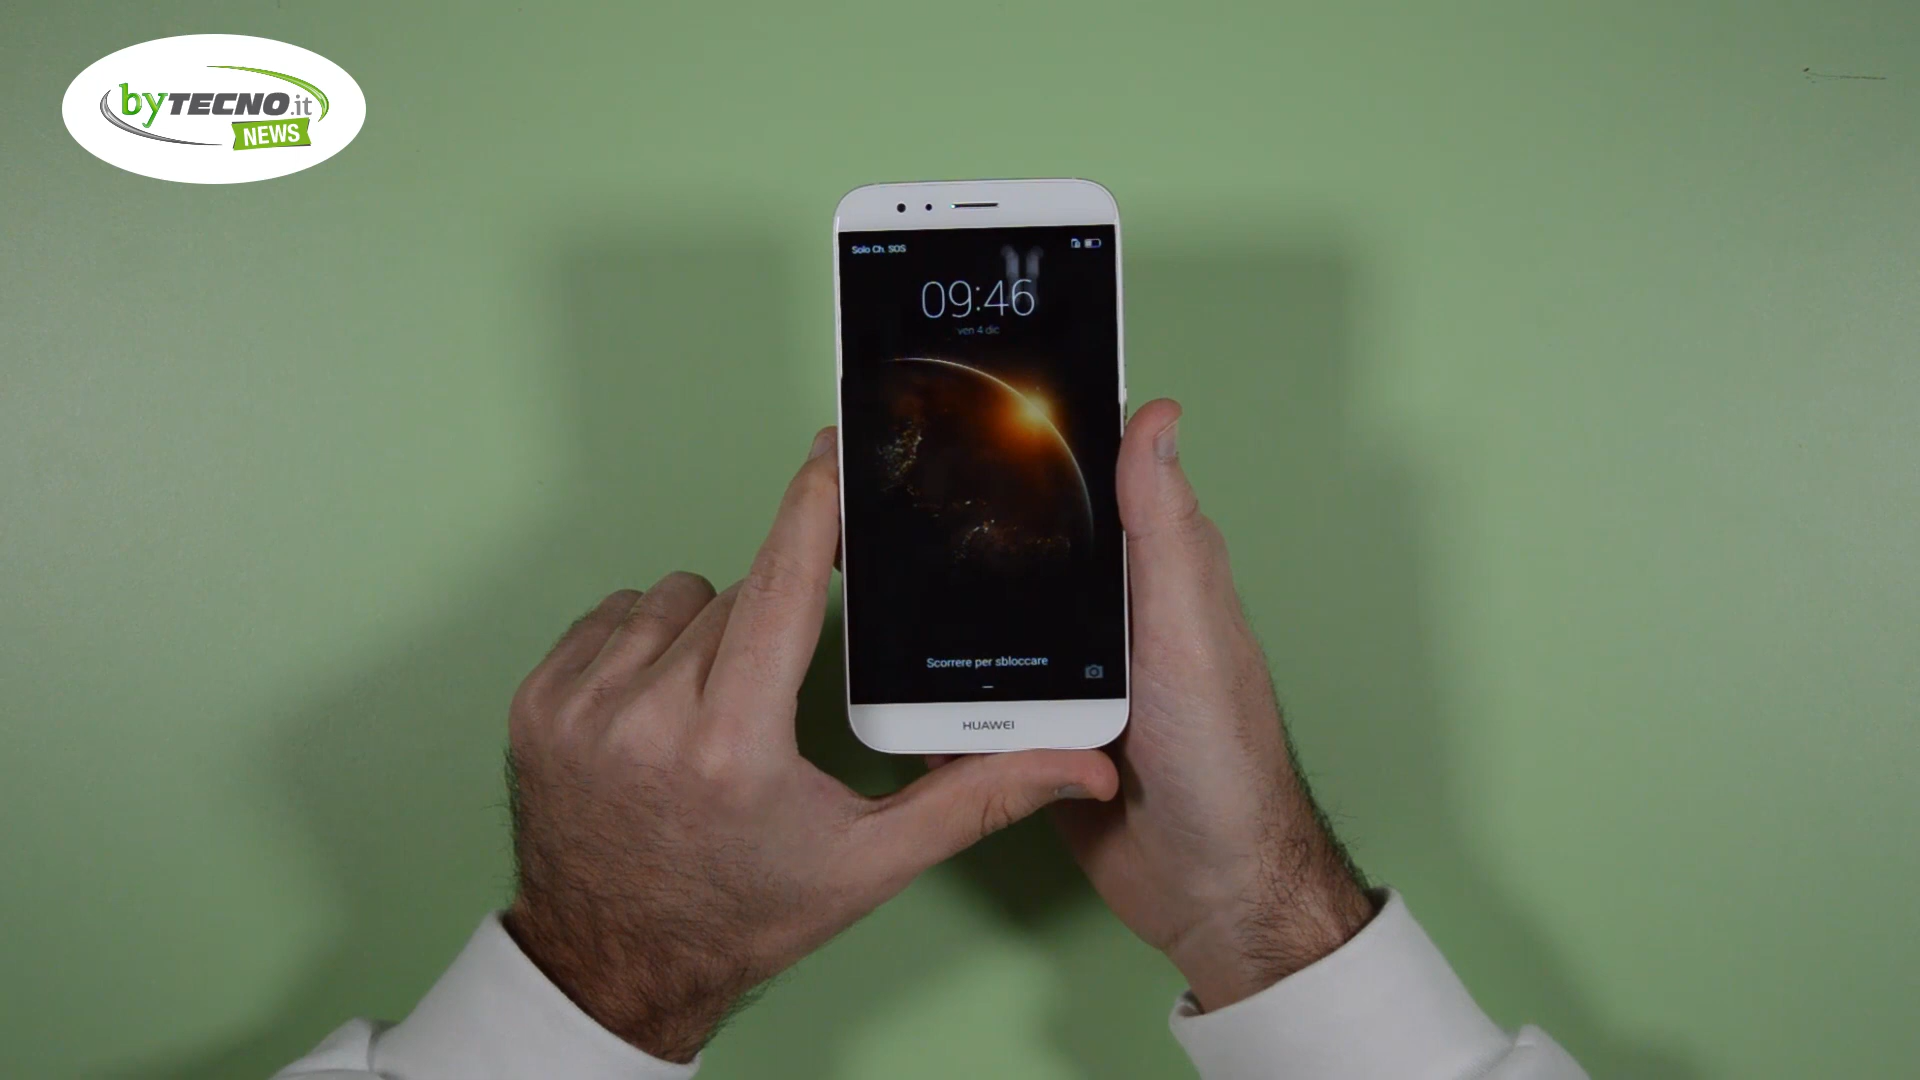 byTECNO.it
NEWS
Solo Ch. SOS
09:46
ven 4 dic
Scorrere per sbloccare
HUAWEI